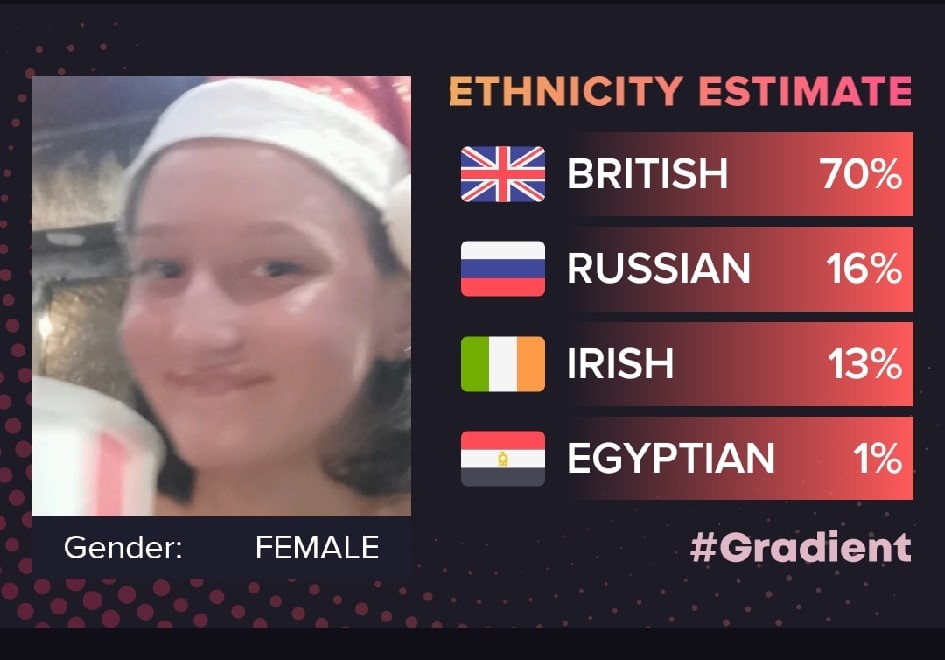 ETHNICITY ESTIMATE
BRITISH 70%
RUSSIAN 16%
IRISH 13%
EGYPTIAN 1%
Gender: FEMALE
#Gradient